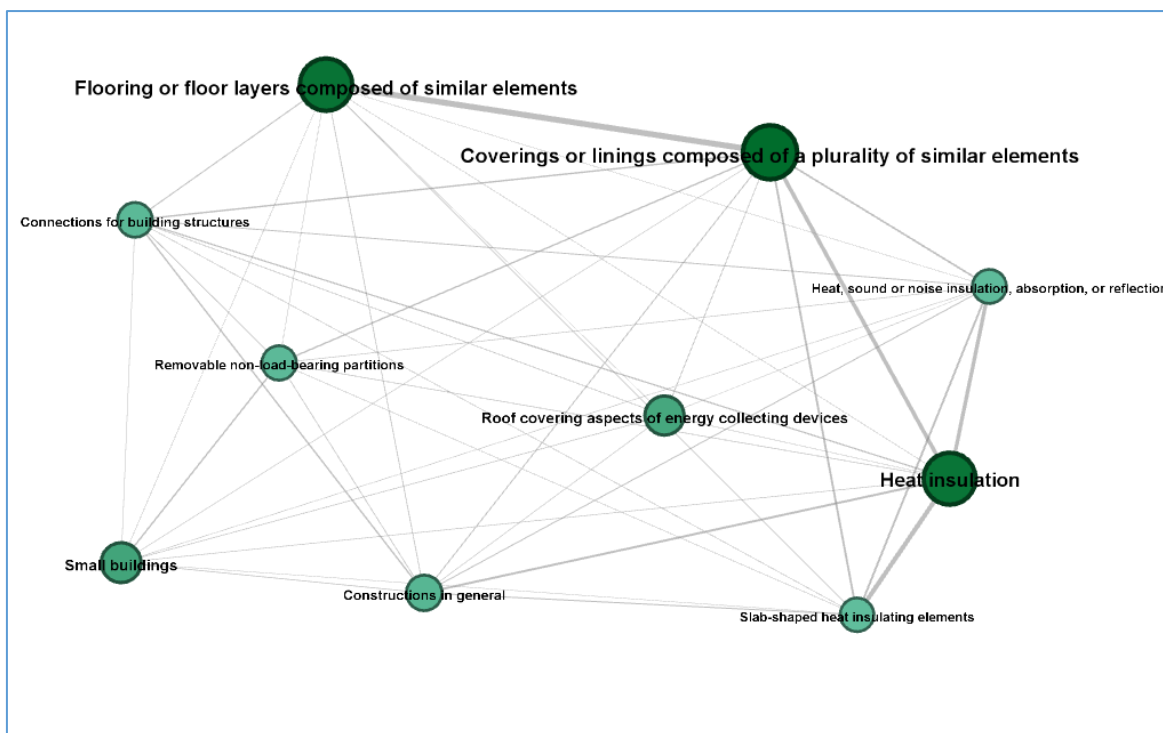 Flooring or floor layers composed of similar elements
Coverings or linings composed of a plurality of similar elements
Connections for building structures
Heat, sound or noise insulation, absorption, or reflection
Removable non-load-bearing partitions
Roof covering aspects of energy collecting devices
Heat insulation
Small buildings
Constructions in general
Slab-shaped heat insulating elements